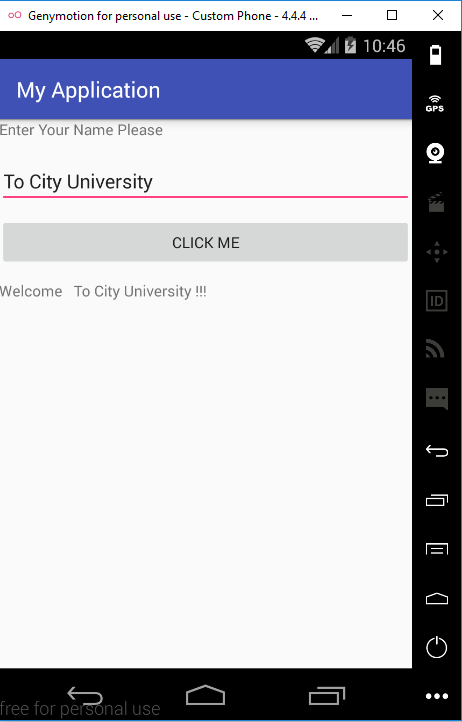 Genymotion for personal use - Custom Phone - 4.4.4 ...
10:46
My Application
GPS
Enter Your Name Please
To City University
CLICK ME
Welcome   To City University !!!
ID
free for personal use